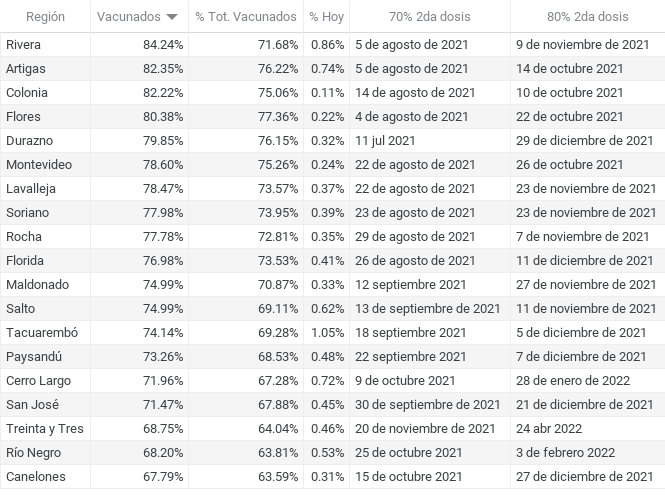 Región Vacunados % Tot. Vacunados % Hoy 70% 2da dosis 80% 2da dosis
Rivera 84.24% 71.68% 0.86% 5 de agosto de 2021 9 de noviembre de 2021
Artigas 82.35% 76.22% 0.74% 5 de agosto de 2021 14 de octubre 2021
Colonia 82.22% 75.06% 0.11% 14 de agosto de 2021 10 de octubre 2021
Flores 80.38% 77.36% 0.22% 4 de agosto de 2021 22 de octubre 2021
Durazno 79.85% 76.15% 0.32% 11 jul 2021 29 de diciembre de 2021
Montevideo 78.60% 75.26% 0.24% 22 de agosto de 2021 26 de octubre 2021
Lavalleja 78.47% 73.57% 0.37% 22 de agosto de 2021 23 de noviembre de 2021
Soriano 77.98% 73.95% 0.39% 23 de agosto de 2021 23 de noviembre de 2021
Rocha 77.78% 72.81% 0.35% 29 de agosto de 2021 7 de noviembre de 2021
Florida 76.98% 73.53% 0.41% 26 de agosto de 2021 11 de diciembre de 2021
Maldonado 74.99% 70.87% 0.33% 12 septiembre 2021 27 de noviembre de 2021
Salto 74.99% 69.11% 0.62% 13 de septiembre de 2021 11 de noviembre de 2021
Tacuarembó 74.14% 69.28% 1.05% 18 septiembre 2021 5 de diciembre de 2021
Paysandú 73.26% 68.53% 0.48% 22 septiembre 2021 7 de diciembre de 2021
Cerro Largo 71.96% 67.28% 0.72% 9 de octubre 2021 28 de enero de 2022
San José 71.47% 67.88% 0.45% 30 de septiembre de 2021 21 de diciembre de 2021
Treinta y Tres 68.75% 64.04% 0.46% 20 de noviembre de 2021 24 abr 2022
Río Negro 68.20% 63.81% 0.53% 25 de octubre 2021 3 de febrero 2022
Canelones 67.79% 63.59% 0.31% 15 de octubre 2021 27 de diciembre de 2021